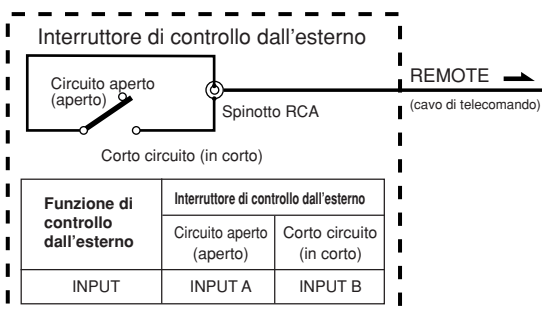 Interruttore di controllo dall'esterno
Circuito aperto
(aperto)
Spinotto RCA
Corto circuito (in corto)
REMOTE
(cavo di telecomando)
Funzione di
controllo
dall'esterno
Interruttore di controllo dall'esterno
Circuito aperto
(aperto)
Corto circuito
(in corto)
INPUT
INPUT A
INPUT B